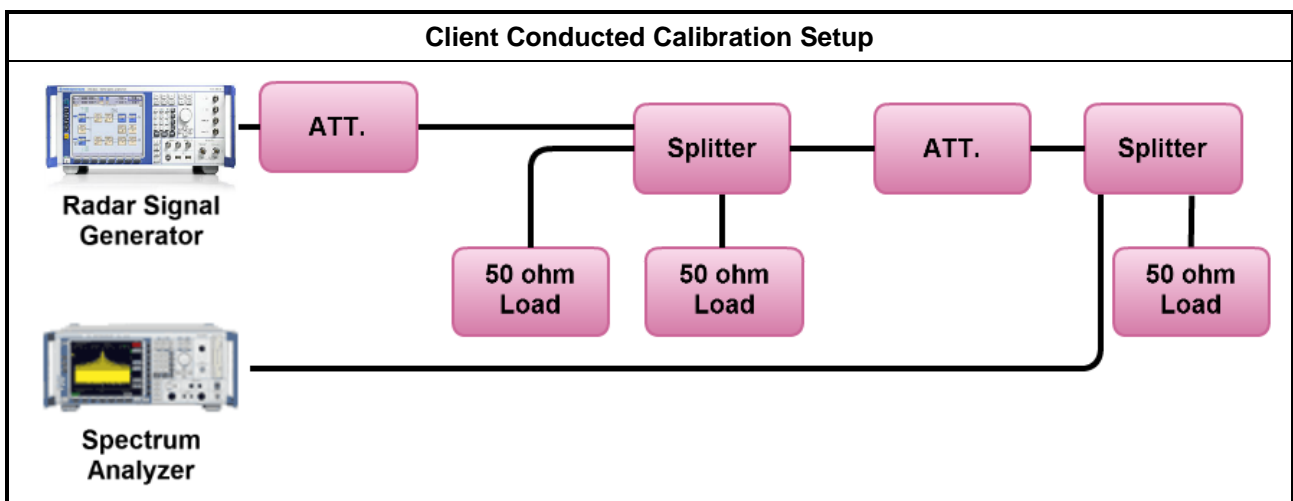 Client Conducted Calibration Setup
ATT.
Splitter
ATT.
Splitter
Radar Signal
Generator
50 ohm
Load
50 ohm
Load
50 ohm
Load
Spectrum
Analyzer